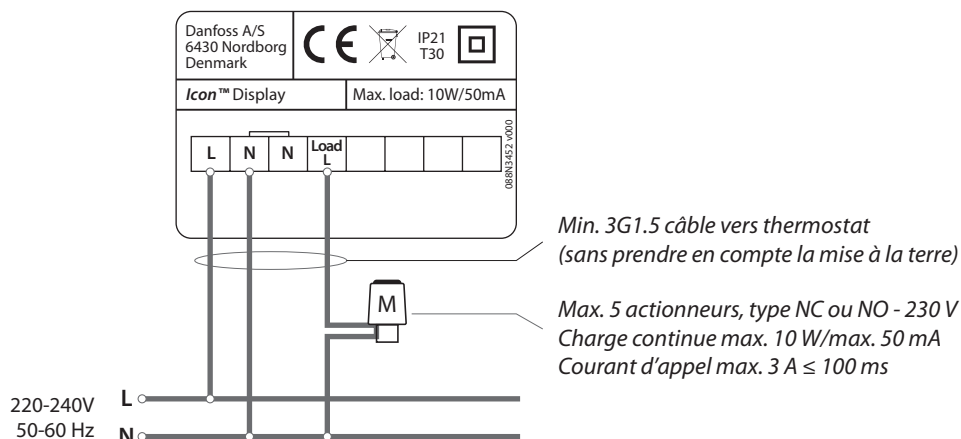 Danfoss A/S
6430 Nordborg
Denmark
IP21
T30
Icon™ Display
Max. load: 10W/50mA
L N N Load L
088N3452 v000
Min. 3G1.5 câble vers thermostat
(sans prendre en compte la mise à la terre)
M
Max. 5 actionneurs, type NC ou NO - 230 V
Charge continue max. 10 W/max. 50 mA
Courant d'appel max. 3 A ≤ 100 ms
220-240V
50-60 Hz
L
N